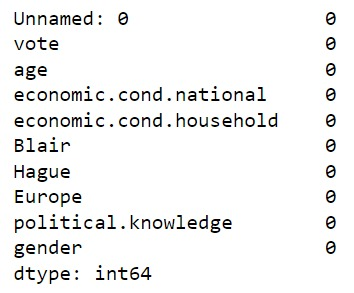 Unnamed: 0 0
vote 0
age 0
economic.cond.national 0
economic.cond.household 0
Blair 0
Hague 0
Europe 0
political.knowledge 0
gender 0
dtype: int64